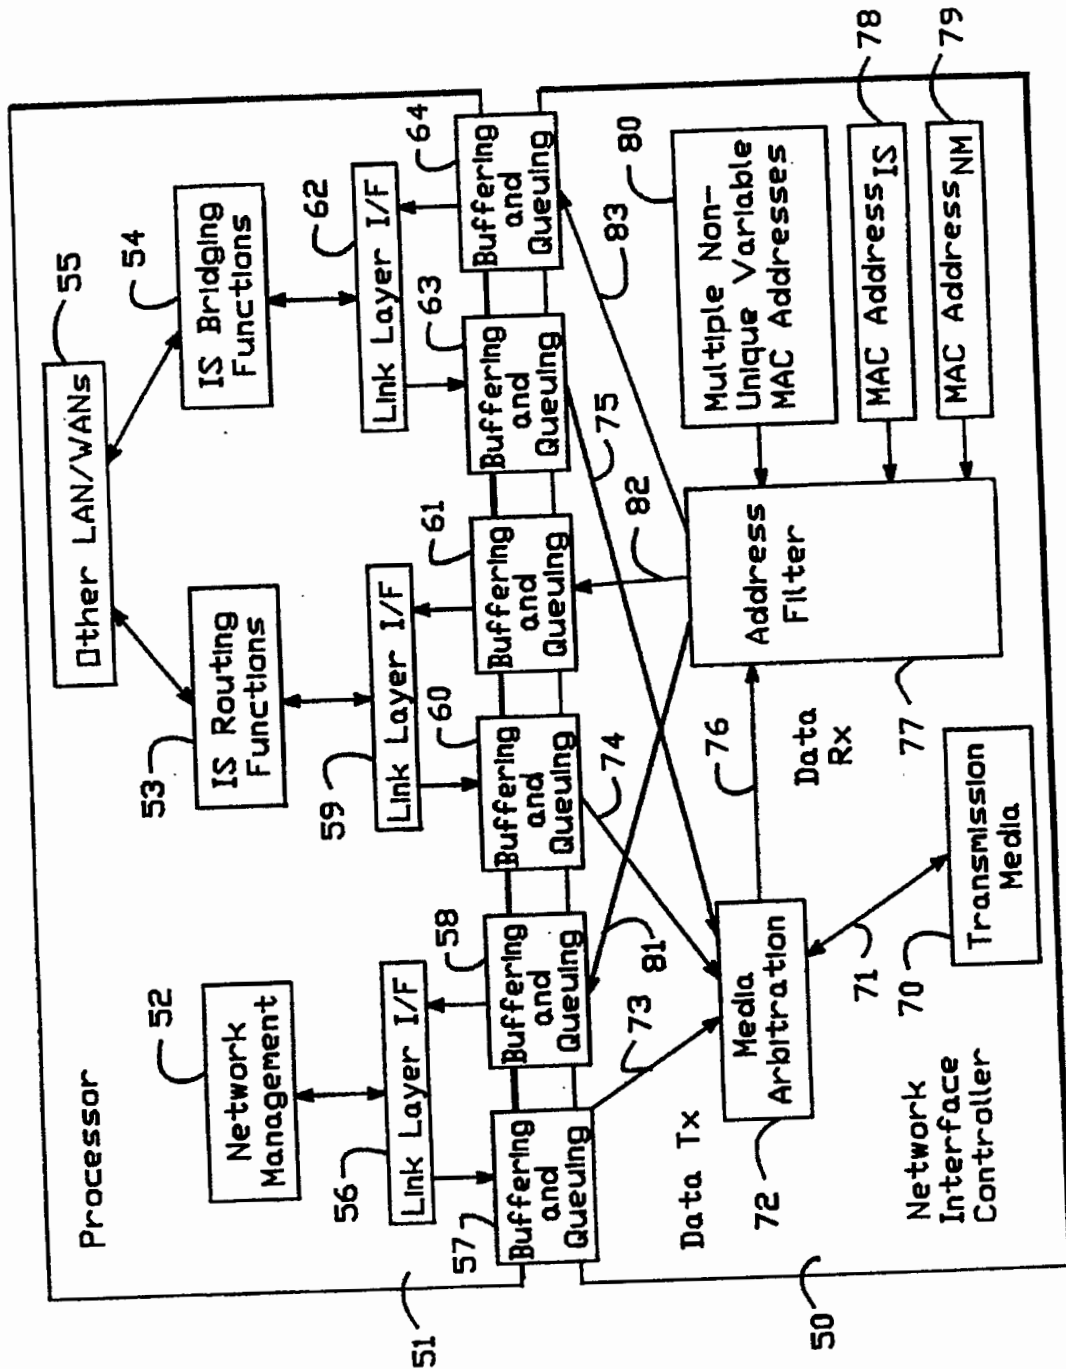 Processor
Other LAN/WANs
55
52
53
54
Network
Management
IS Routing
Functions
IS Bridging
Functions
56
59
62
Link Layer I/F
Link Layer I/F
Link Layer I/F
51
57
58
60
61
63
64
Buffering
and
Queuing
Buffering
and
Queuing
Buffering
and
Queuing
Buffering
and
Queuing
Buffering
and
Queuing
Buffering
and
Queuing
73
81
74
82
75
83
80
Data Tx
72
Media
Arbitration
76
Data
Rx
Address
Filter
77
Multiple Non-
Unique Variable
MAC Addresses
MAC Address IS
78
MAC Address NM
79
50
Network
Interface
Controller
71
70
Transmission
Media